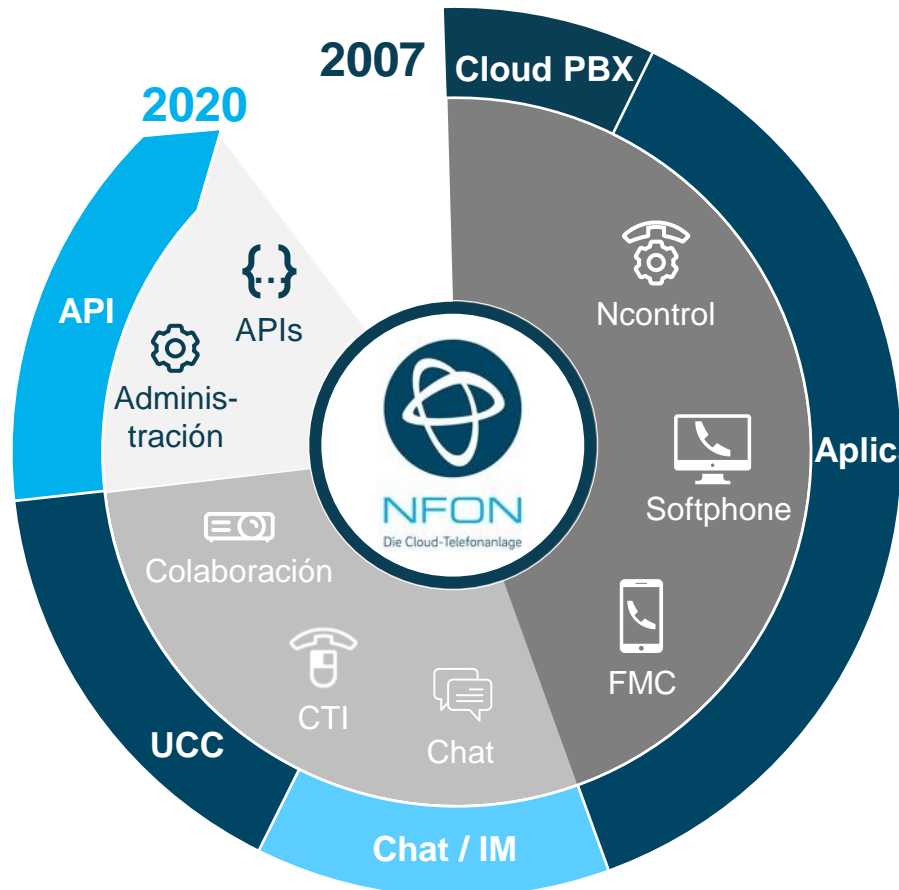 2007
Cloud PBX
2020
Ncontrol
API
{...}
APIs
Adminis-
tración
Aplic
Softphone
NFON
Die Cloud-Telefonanlage
Colaboración
FMC
CTI
Chat
UCC
Chat / IM